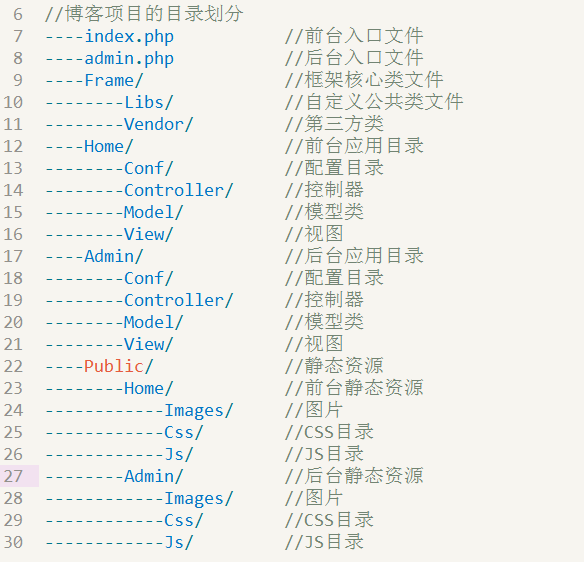 6 //博客项目的目录划分
7 ----index.php //前台入口文件
8 ----admin.php //后台入口文件
9 ----Frame/ //框架核心类文件
10 --------Libs/ //自定义公共类文件
11 --------Vendor/ //第三方类
12 ----Home/ //前台应用目录
13 --------Conf/ //配置目录
14 --------Controller/ //控制器
15 --------Model/ //模型类
16 --------View/ //视图
17 ----Admin/ //后台应用目录
18 --------Conf/ //配置目录
19 --------Controller/ //控制器
20 --------Model/ //模型类
21 --------View/ //视图
22 ----Public/ //静态资源
23 --------Home/ //前台静态资源
24 ------------Images/ //图片
25 ------------Css/ //CSS目录
26 ------------Js/ //JS目录
27 --------Admin/ //后台静态资源
28 ------------Images/ //图片
29 ------------Css/ //CSS目录
30 ------------Js/ //JS目录